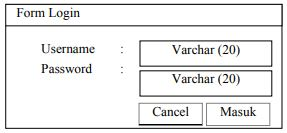 Form Login
Username : Varchar (20)
Password : Varchar (20)
Cancel Masuk